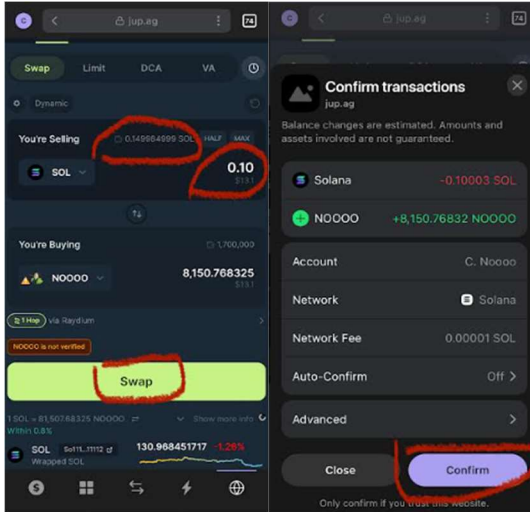 C
jup.ag
74
Swap
Limit
DCA
VA
Dynamic
You're Selling
0.149984999 SOL
HALF
MAX
SOL
0.10
$13.1
You're Buying
1,700,000
NOOOO
8,150.768325
$13.1
1 Hop
via Raydium
NOOOO is not verified
Swap
1 SOL = 81,507.68325 NOOOO
Show more info
Within 0.8%
SOL
So111...11112
130.968451717
-1.26%
Wrapped SOL
C
jup.ag
74
Confirm transactions
jup.ag
Balance changes are estimated. Amounts and
assets involved are not guaranteed.
Solana
-0.10003 SOL
NOOOO
+8,150.76832 NOOOO
Account
C. Noooo
Network
Solana
Network Fee
0.00001 SOL
Auto-Confirm
Off
Advanced
Close
Confirm
Only confirm if you trust this website.